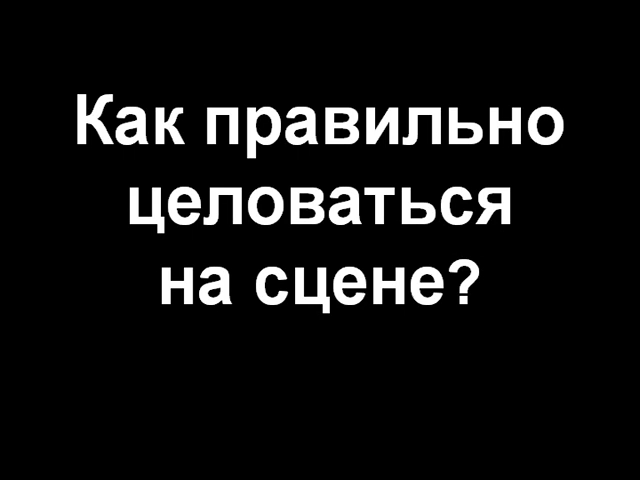 Как правильно
целоваться
на сцене?